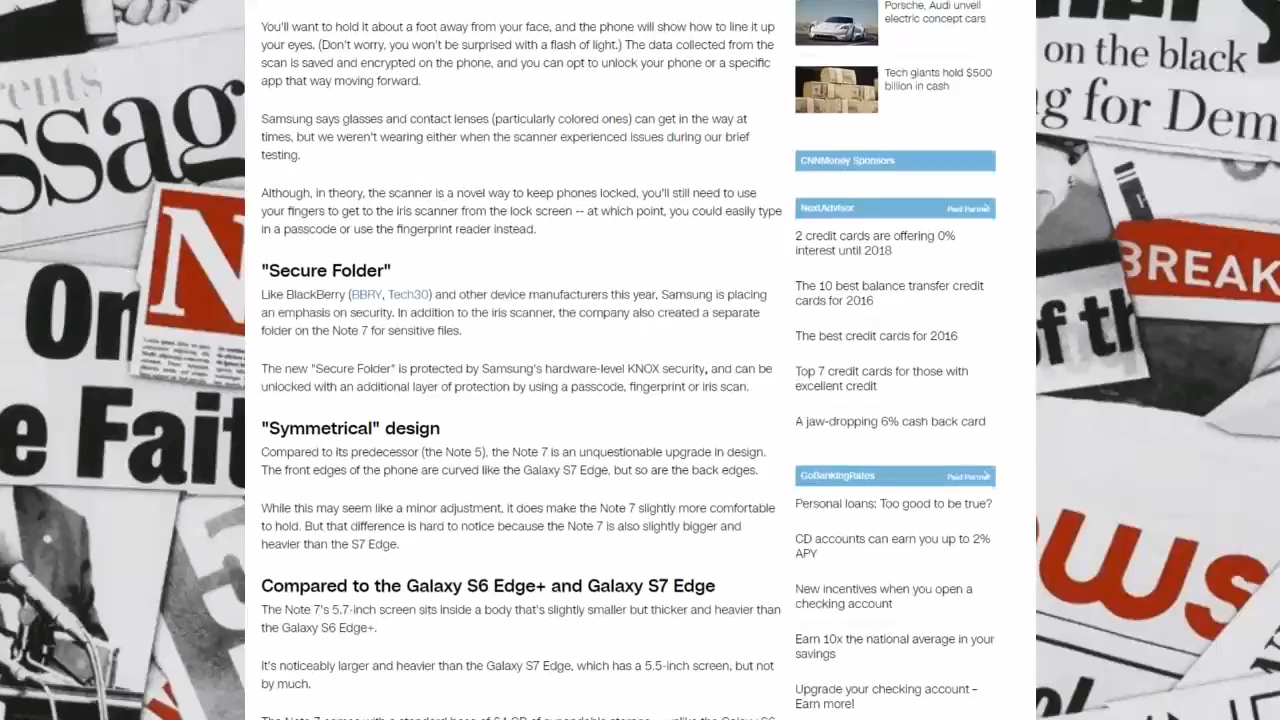 You'll want to hold it about a foot away from your face, and the phone will show how to line it up
your eyes. (Don't worry, you won't be surprised with a flash of light.) The data collected from the
scan is saved and encrypted on the phone, and you can opt to unlock your phone or a specific
app that way moving forward.
Samsung says glasses and contact lenses (particularly colored ones) can get in the way at
times, but we weren't wearing either when the scanner experienced issues during our brief
testing.
Although, in theory, the scanner is a novel way to keep phones locked, you'll still need to use
your fingers to get to the iris scanner from the lock screen -- at which point, you could easily type
in a passcode or use the fingerprint reader instead.
"Secure Folder"
Like BlackBerry (BBRY, Tech30) and other device manufacturers this year, Samsung is placing
an emphasis on security. In addition to the iris scanner, the company also created a separate
folder on the Note 7 for sensitive files.
The new "Secure Folder" is protected by Samsung's hardware-level KNOX security, and can be
unlocked with an additional layer of protection by using a passcode, fingerprint or iris scan.
"Symmetrical" design
Compared to its predecessor (the Note 5), the Note 7 is an unquestionable upgrade in design.
The front edges of the phone are curved like the Galaxy S7 Edge, but so are the back edges.
While this may seem like a minor adjustment, it does make the Note 7 slightly more comfortable
to hold. But that difference is hard to notice because the Note 7 is also slightly bigger and
heavier than the S7 Edge.
Compared to the Galaxy S6 Edge+ and Galaxy S7 Edge
The Note 7's 5.7-inch screen sits inside a body that's slightly smaller but thicker and heavier than
the Galaxy S6 Edge+.
It's noticeably larger and heavier than the Galaxy S7 Edge, which has a 5.5-inch screen, but not
by much.
Porsche, Audi unveil
electric concept cars
Tech giants hold $500
billion in cash
CNNMoney Sponsors
NextAdvisor
Paid Partner
2 credit cards are offering 0%
interest until 2018
The 10 best balance transfer credit
cards for 2016
The best credit cards for 2016
Top 7 credit cards for those with
excellent credit
A jaw-dropping 6% cash back card
GoBankingRates
Paid Partner
Personal loans: Too good to be true?
CD accounts can earn you up to 2%
APY
New incentives when you open a
checking account
Earn 10x the national average in your
savings
Upgrade your checking account –
Earn more!
ssag
N
On
e Fait
on the black
g for Dem
BREAK
f th
ws